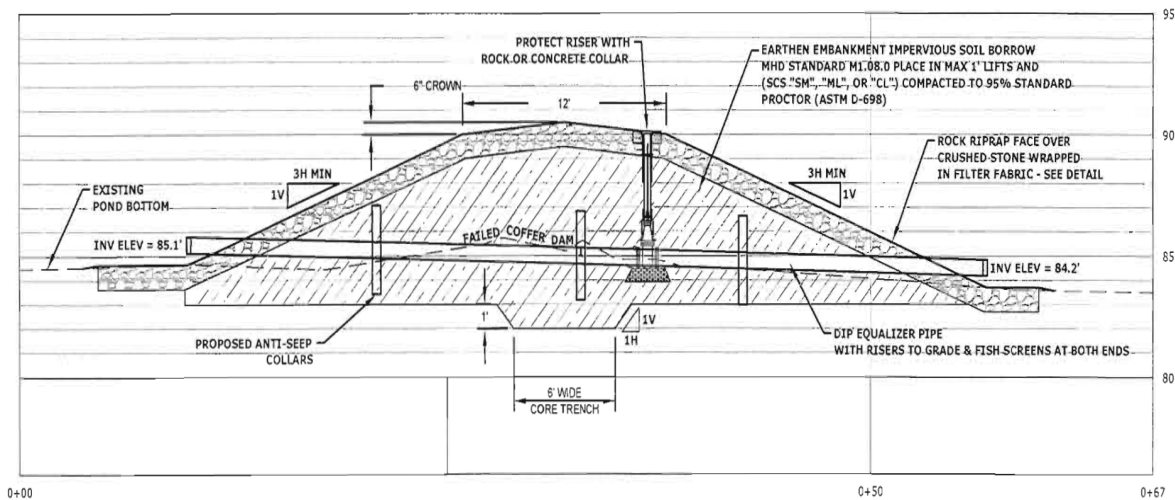 95
PROTECT RISER WITH
ROCK OR CONCRETE COLLAR
EARTHEN EMBANKMENT IMPERVIOUS SOIL BORROW
MHD STANDARD M1.08.0 PLACE IN MAX 1' LIFTS AND
(SCS "SM", "ML", OR "CL") COMPACTED TO 95% STANDARD
PROCTOR (ASTM D-698)
6" CROWN
12'
90
ROCK RIPRAP FACE OVER
CRUSHED STONE WRAPPED
IN FILTER FABRIC - SEE DETAIL
3H MIN
1V
3H MIN
1V
EXISTING
POND BOTTOM
FAILED COFFER DAM
INV ELEV = 85.1'
85
INV ELEV = 84.2'
1'
1V
1H
PROPOSED ANTI-SEEP
COLLARS
DIP EQUALIZER PIPE
WITH RISERS TO GRADE & FISH SCREENS AT BOTH ENDS
80
6' WIDE
CORE TRENCH
0+00
0+50
0+67